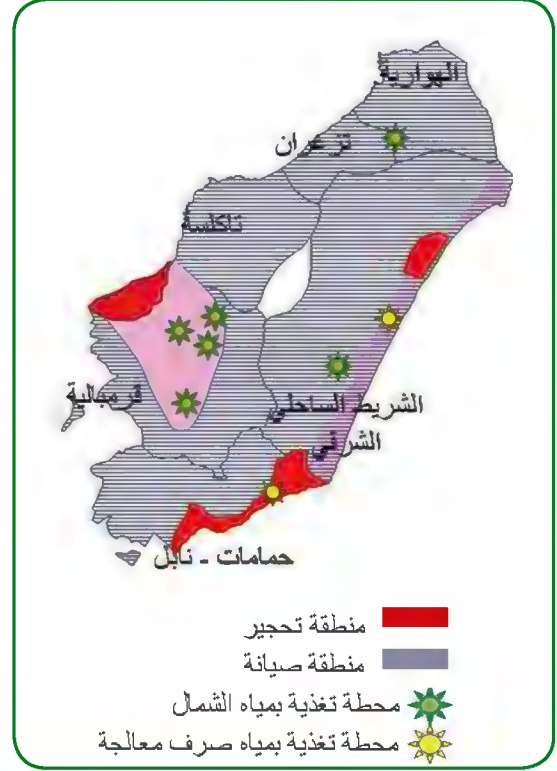 الهوارية
تزغران
تاكلسة
قرمبالية
الشريط الساحلي
الشرقي
حمامات - نابل
منطقة تحجير
منطقة صيانة
محطة تغذية بمياه الشمال
محطة تغذية بمياه صرف معالجة